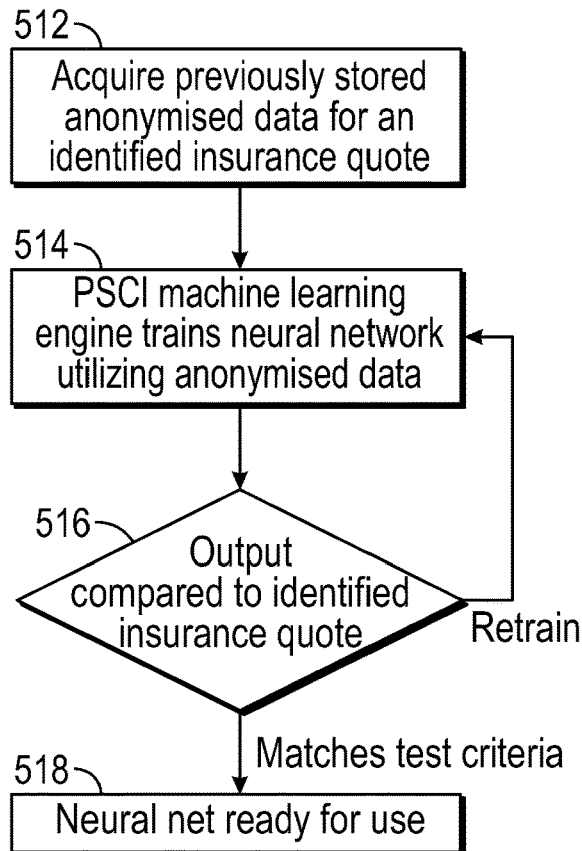 512
Acquire previously stored
anonymised data for an
identified insurance quote
514
PSCI machine learning
engine trains neural network
utilizing anonymised data
516
Output
compared to identified
insurance quote
Retrain
Matches test criteria
518
Neural net ready for use